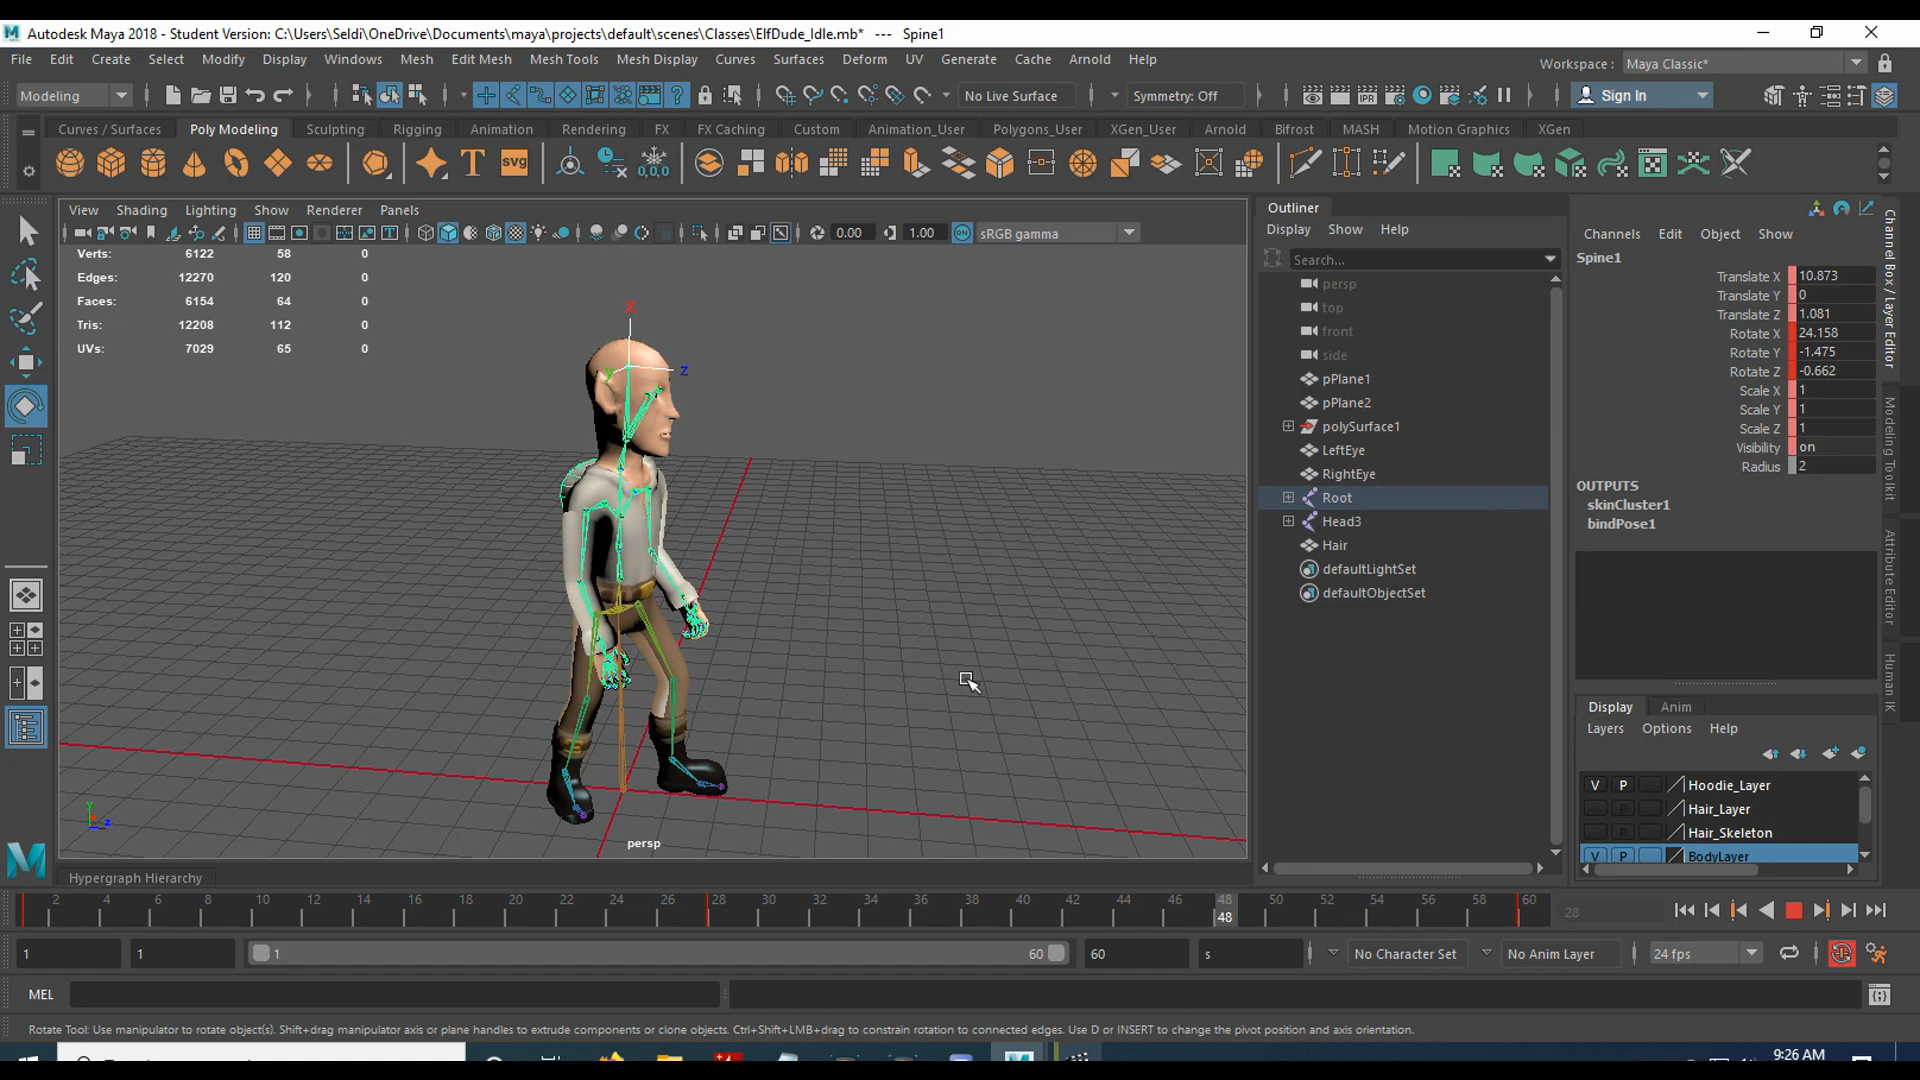 Autodesk Maya 2018 - Student Version: C:\Users\Seldi\OneDrive\Documents\maya\projects\default\scenes\Classes\ElfDude_Idle.mb*  ---  Spine1
File Edit Create Select Modify Display Windows Mesh Edit Mesh Mesh Tools Mesh Display Curves Surfaces Deform UV Generate Cache Arnold Help
Workspace : Maya Classic*
Modeling No Live Surface Symmetry: Off IPR Sign In
Curves / Surfaces Poly Modeling Sculpting Rigging Animation Rendering FX FX Caching Custom Animation_User Polygons_User XGen_User Arnold Bifrost MASH Motion Graphics XGen
T SVG 0,0,0
View Shading Lighting Show Renderer Panels
0.00 1.00 ON sRGB gamma
Verts: 6122 58 0
Edges: 12270 120 0
Faces: 6154 64 0
Tris: 12208 112 0
UVs: 7029 65 0
X
y z
y
z
persp
Outliner
Display Show Help
Search...
persp
top
front
side
pPlane1
pPlane2
polySurface1
LeftEye
RightEye
Root
Head3
Hair
defaultLightSet
defaultObjectSet
Channels Edit Object Show
Spine1
Translate X 10.873
Translate Y 0
Translate Z 1.081
Rotate X 24.158
Rotate Y -1.475
Rotate Z -0.662
Scale X 1
Scale Y 1
Scale Z 1
Visibility on
Radius 2
OUTPUTS
skinCluster1
bindPose1
Channel Box / Layer Editor
Modeling Toolkit
Attribute Editor
Human IK
Display Anim
Layers Options Help
V P Hoodie_Layer
Hair_Layer
Hair_Skeleton
V P BodyLayer
Hypergraph Hierarchy
2 4 6 8 10 12 14 16 18 20 22 24 26 28 30 32 34 36 38 40 42 44 46 48 50 52 54 56 58 60
48
28
1 1 1 60 60 s No Character Set No Anim Layer 24 fps
MEL
Rotate Tool: Use manipulator to rotate object(s). Shift+drag manipulator axis or plane handles to extrude components or clone objects. Ctrl+Shift+LMB+drag to constrain rotation to connected edges. Use D or INSERT to change the pivot position and axis orientation.
9:26 AM